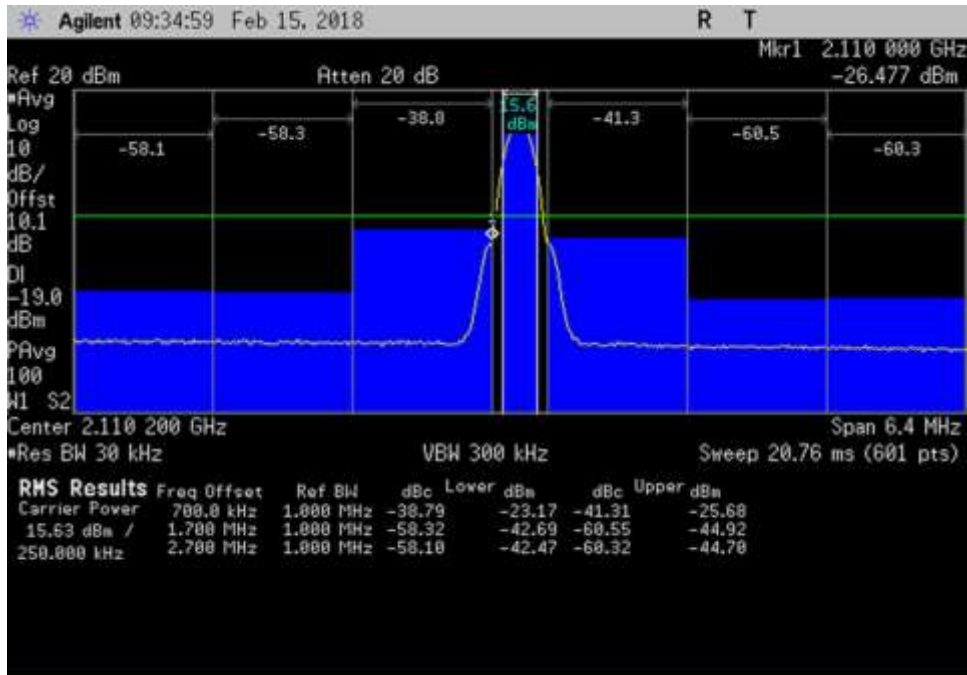 Agilent 09:34:59 Feb 15, 2018 R T
Mkr1 2.110 000 GHz
Ref 20 dBm Atten 20 dB -26.477 dBm
*Avg
Log
10
dB/
Offst
10.1
dB
DI
-19.0
dBm
PAvg
100
W1 S2
-58.1 -58.3 -38.8 15.6 dBm -41.3 -60.5 -60.3
Center 2.110 200 GHz Span 6.4 MHz
*Res BW 30 kHz VBW 300 kHz Sweep 20.76 ms (601 pts)
RMS Results Freq Offset Ref BW dBc Lower dBm dBc Upper dBm
Carrier Power 700.0 kHz 1.000 MHz -38.79 -23.17 -41.31 -25.68
15.63 dBm / 1.700 MHz 1.000 MHz -58.32 -42.69 -60.55 -44.92
250.000 kHz 2.700 MHz 1.000 MHz -58.10 -42.47 -60.32 -44.70